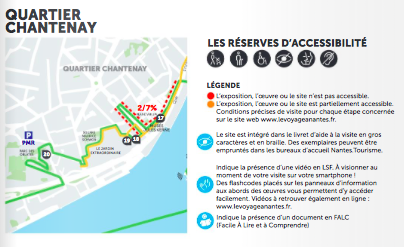 QUARTIER
CHANTENAY
QUARTIER CHANTENAY
2/7%
17
18
19
20
P
PMR
LE JARDIN
EXTRAORDINAIRE
LES RÉSERVES D'ACCESSIBILITÉ
LÉGENDE
L'exposition, l'œuvre ou le site n'est pas accessible.
L'exposition, l'œuvre ou le site est partiellement accessible.
Conditions précises de visite pour chaque étape concernée
sur le site web www.levoyageanantes.fr.
Le site est intégré dans le livret d'aide à la visite en gros
caractères et en braille. Des exemplaires peuvent être
empruntés dans les bureaux d'accueil Nantes.Tourisme.
Indique la présence d'une vidéo en LSF. À visionner au
moment de votre visite sur votre smartphone !
Des flashcodes placés sur les panneaux d'information
aux abords des œuvres vous permettent d'y accéder
facilement. Vidéos à retrouver également en ligne :
www.levoyageanantes.fr.
Indique la présence d'un document en FALC
(Facile À Lire et à Comprendre)